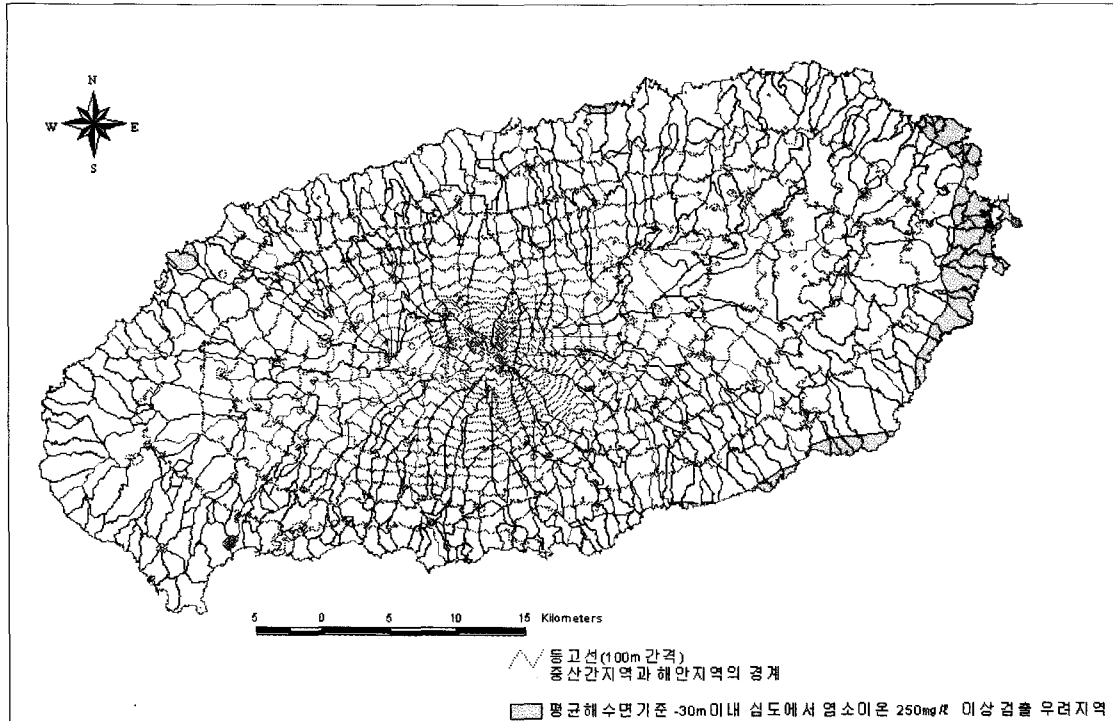 N
W E
S
5 0 5 10 15 Kilometers
등고선(100m 간격)
중산간지역과 해안지역의 경계
평균해수면기준 -30m이내 심도에서 염소이온 250mg/ℓ 이상 검출 우려지역